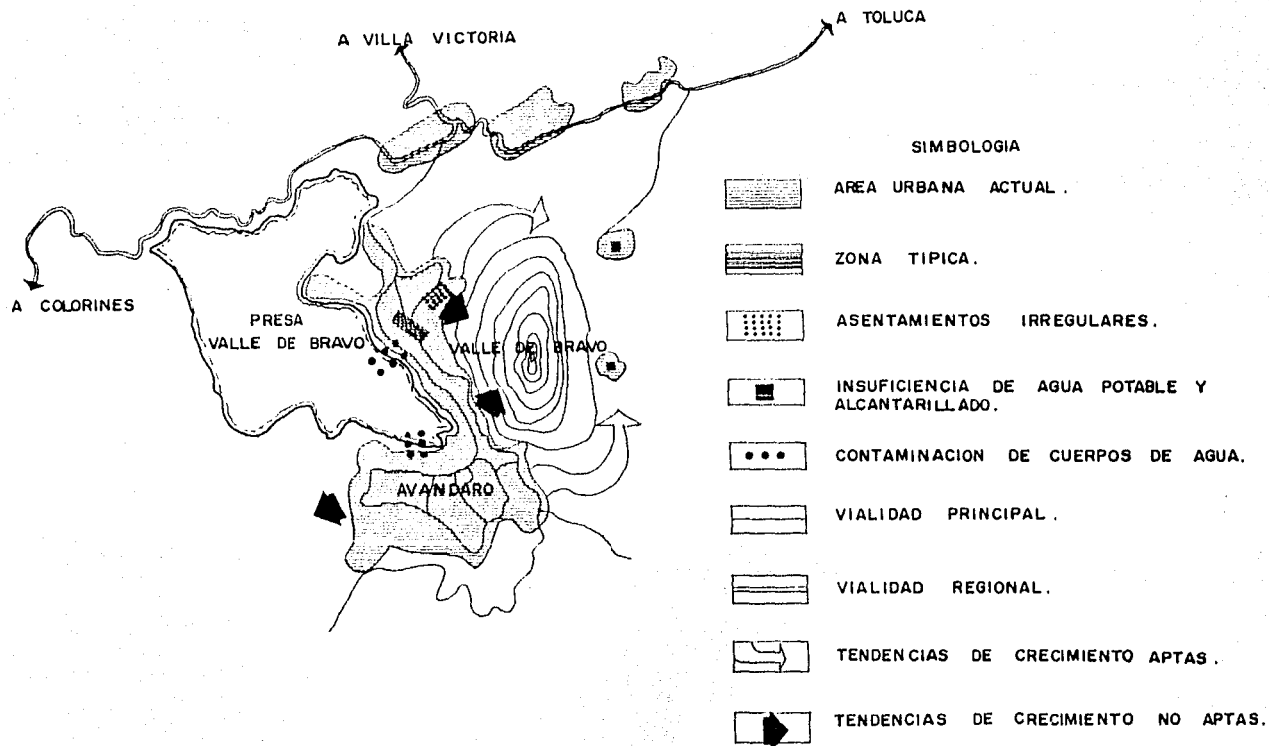 A TOLUCA
A VILLA VICTORIA
A COLORINES
PRESA
VALLE DE BRAVO
VALLE DE BRAVO
AVANDARO
SIMBOLOGIA
AREA URBANA ACTUAL.
ZONA TIPICA.
ASENTAMIENTOS IRREGULARES.
INSUFICIENCIA DE AGUA POTABLE Y
ALCANTARILLADO.
CONTAMINACION DE CUERPOS DE AGUA.
VIALIDAD PRINCIPAL.
VIALIDAD REGIONAL.
TENDENCIAS DE CRECIMIENTO APTAS.
TENDENCIAS DE CRECIMIENTO NO APTAS.